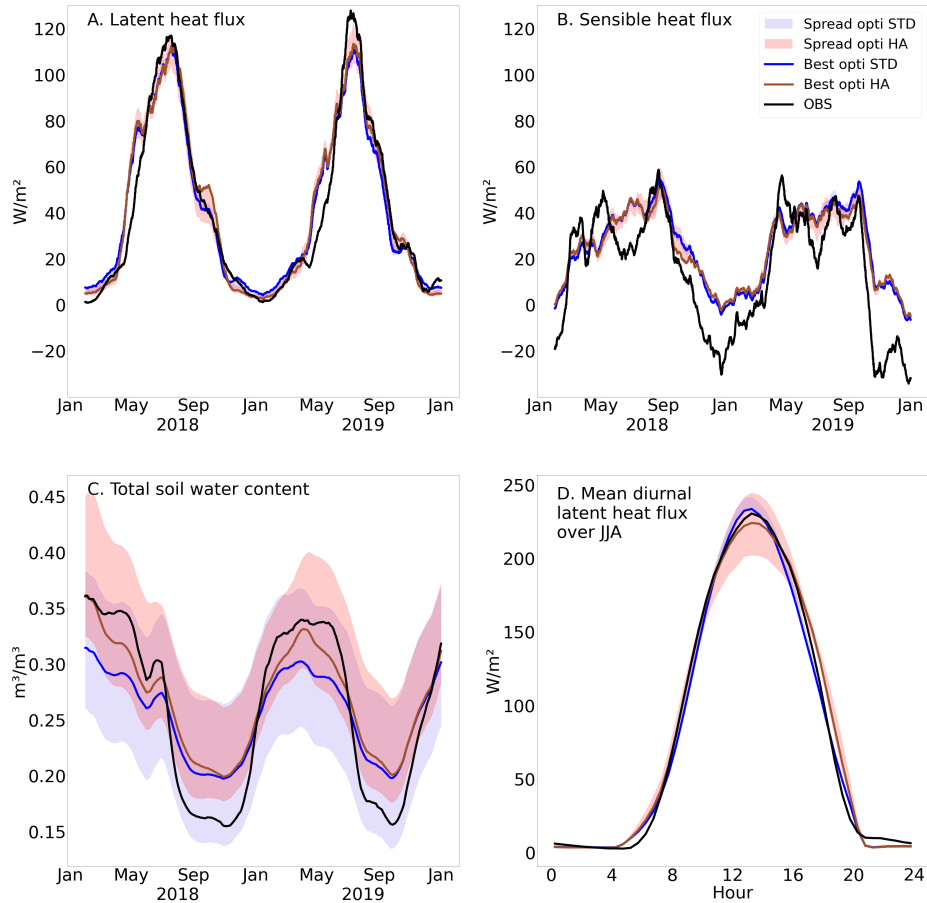 A. Latent heat flux
120
100
80
60
40
20
0
−20
W/m²
Jan May Sep Jan May Sep Jan
2018 2019
B. Sensible heat flux
Spread opti STD
Spread opti HA
Best opti STD
Best opti HA
OBS
120
100
80
60
40
20
0
−20
W/m²
Jan May Sep Jan May Sep Jan
2018 2019
C. Total soil water content
0.45
0.40
0.35
0.30
0.25
0.20
0.15
m³/m³
Jan May Sep Jan May Sep Jan
2018 2019
D. Mean diurnal
latent heat flux
over JJA
250
200
150
100
50
0
W/m²
0 4 8 12 16 20 24
Hour